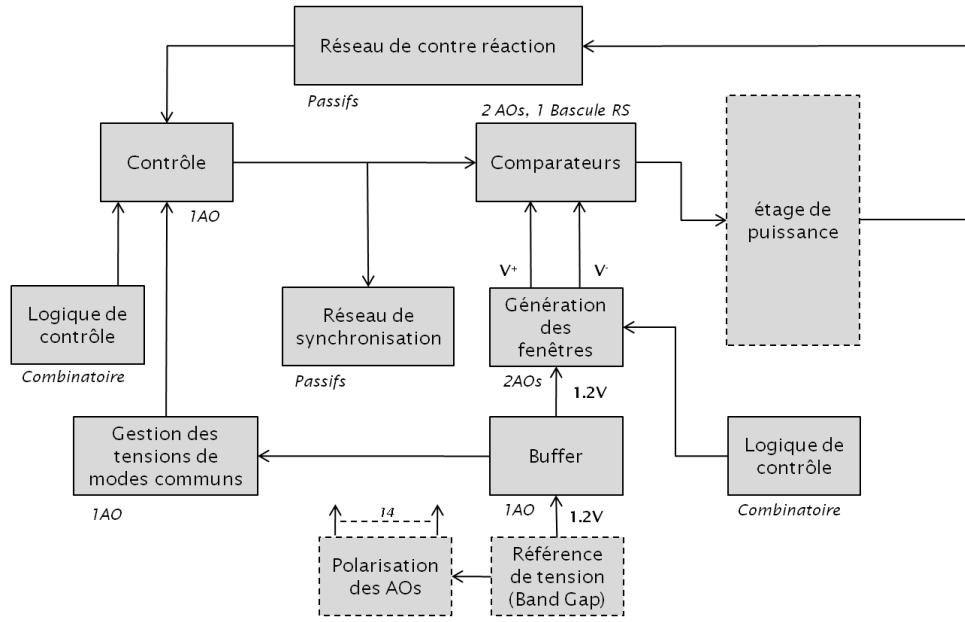 Réseau de contre réaction
Passifs
2 AOs, 1 Bascule RS
Contrôle
1AO
Comparateurs
étage de
puissance
V+
V-
Logique de
contrôle
Combinatoire
Réseau de
synchronisation
Passifs
Génération
des
fenêtres
2AOs
1.2V
Gestion des
tensions de
modes communs
1AO
Buffer
1AO
1.2V
Logique de
contrôle
Combinatoire
14
Polarisation
des AOs
Référence
de tension
(Band Gap)